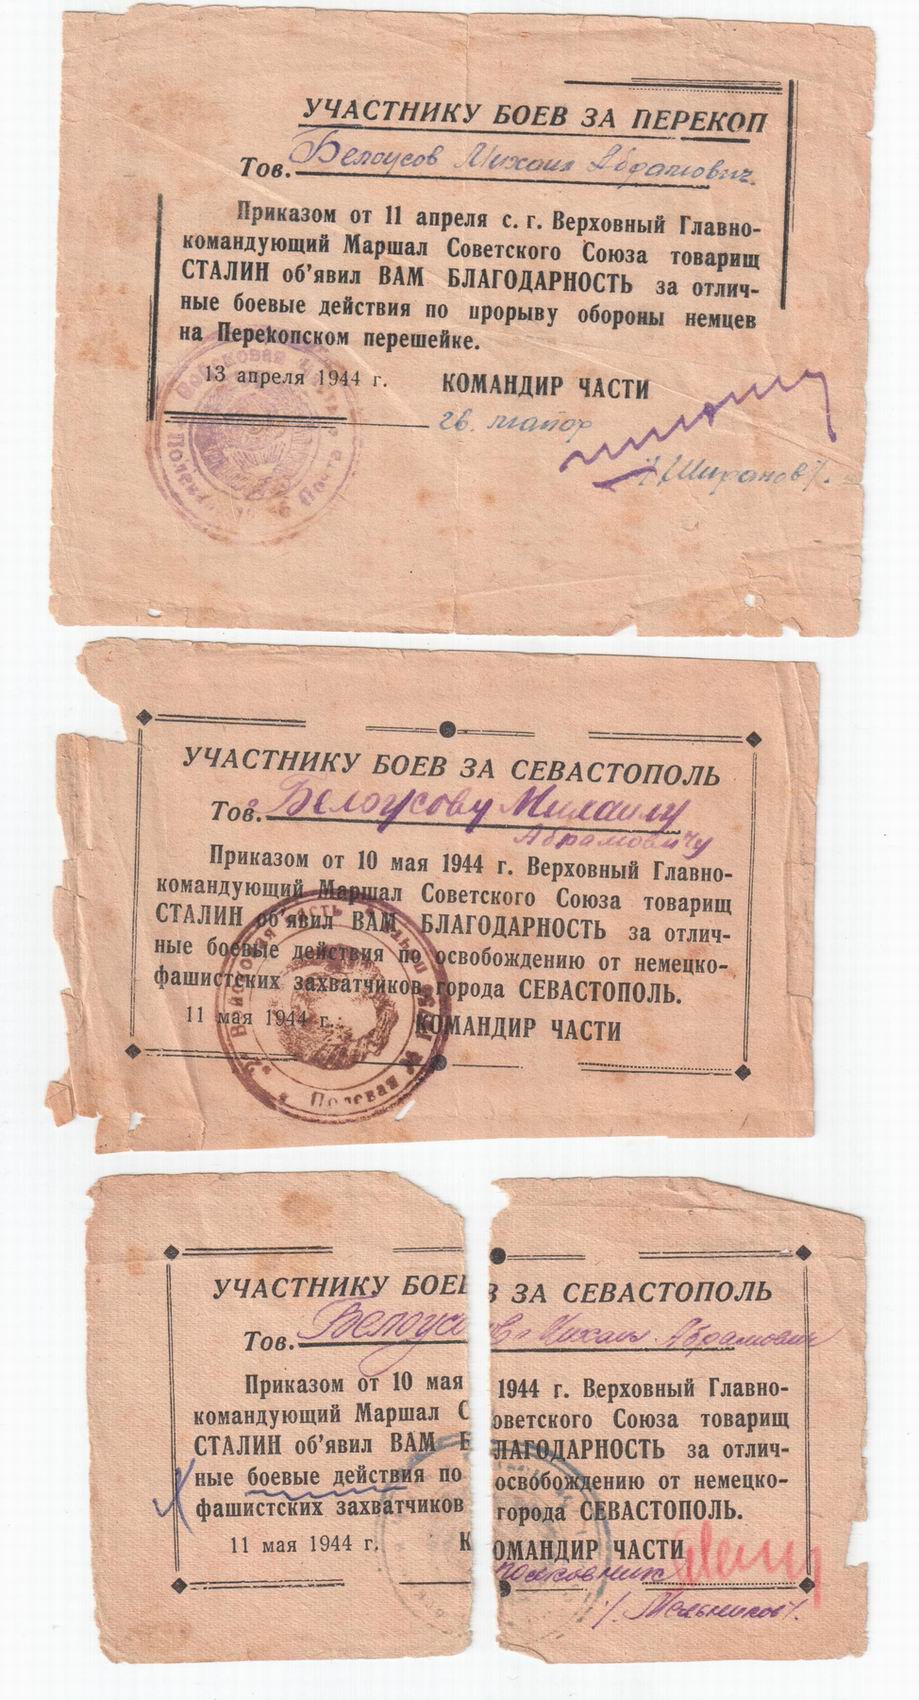 УЧАСТНИКУ БОЕВ ЗА ПЕРЕКОП
Тов. Белоусов Михаил Абрамович.
Приказом от 11 апреля с. г. Верховный Главно-
командующий Маршал Советского Союза товарищ
СТАЛИН об'явил ВАМ БЛАГОДАРНОСТЬ за отлич-
ные боевые действия по прорыву обороны немцев
на Перекопском перешейке.
13 апреля 1944 г. КОМАНДИР ЧАСТИ
гв. майор
Почта
УЧАСТНИКУ БОЕВ ЗА СЕВАСТОПОЛЬ
Тов. Белоусову Михаилу
Абрамовичу
Приказом от 10 мая 1944 г. Верховный Главно-
командующий Маршал Советского Союза товарищ
СТАЛИН об'явил ВАМ БЛАГОДАРНОСТЬ за отлич-
ные боевые действия по освобождению от немецко-
фашистских захватчиков города СЕВАСТОПОЛЬ.
11 мая 1944 г. КОМАНДИР ЧАСТИ
Полевая
УЧАСТНИКУ БОЕВ ЗА СЕВАСТОПОЛЬ
Тов. Белоусов Михаил Абрамович
Приказом от 10 мая 1944 г. Верховный Главно-
командующий Маршал Советского Союза товарищ
СТАЛИН об'явил ВАМ БЛАГОДАРНОСТЬ за отлич-
ные боевые действия по освобождению от немецко-
фашистских захватчиков города СЕВАСТОПОЛЬ.
11 мая 1944 г. КОМАНДИР ЧАСТИ
полковник
/Мельников/.